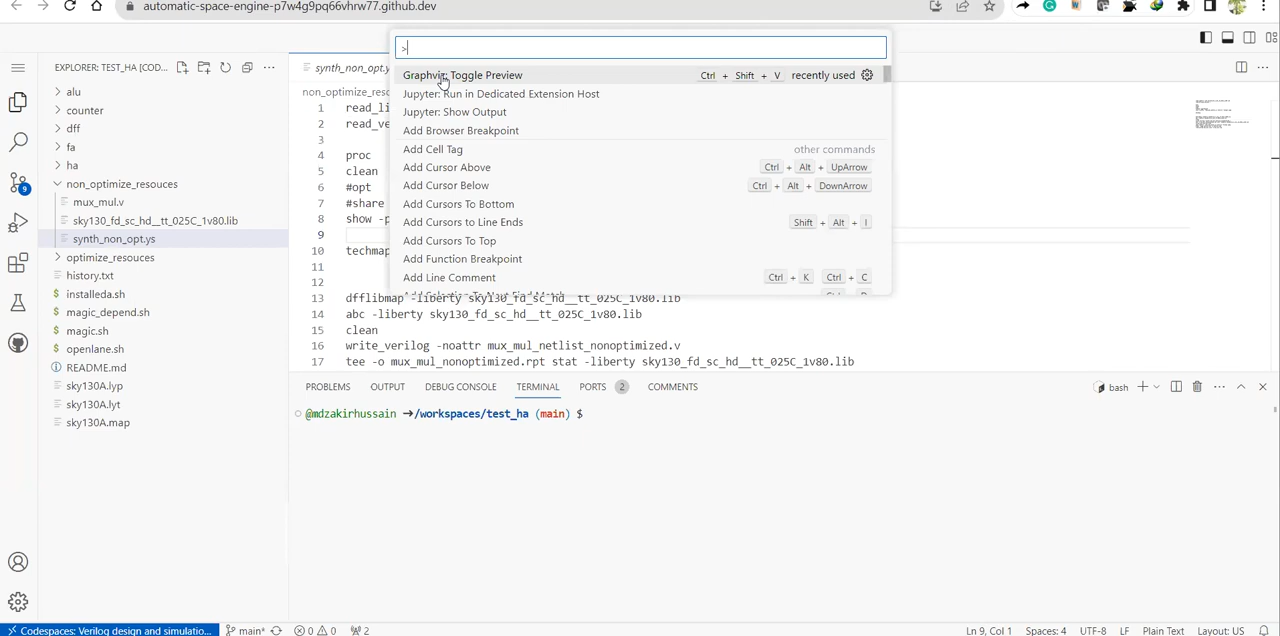 automatic-space-engine-p7w4g9pq66vhrw77.github.dev
>
Graphviz: Toggle Preview Ctrl + Shift + V recently used
Jupyter: Run in Dedicated Extension Host
Jupyter: Show Output
Add Browser Breakpoint
Add Cell Tag other commands
Add Cursor Above Ctrl + Alt + UpArrow
Add Cursor Below Ctrl + Alt + DownArrow
Add Cursors To Bottom
Add Cursors to Line Ends Shift + Alt + I
Add Cursors To Top
Add Function Breakpoint
Add Line Comment Ctrl + K Ctrl + C
EXPLORER: TEST_HA [COD...
alu
counter
dff
fa
ha
non_optimize_resouces
mux_mul.v
sky130_fd_sc_hd__tt_025C_1v80.lib
synth_non_opt.ys
optimize_resouces
history.txt
$ installeda.sh
$ magic_depend.sh
$ magic.sh
$ openlane.sh
README.md
sky130A.lyp
sky130A.lyt
sky130A.map
9
synth_non_opt.y
non_optimize_resou
1 read_li
2 read_ve
3
4 proc
5 clean
6 #opt
7 #share
8 show -p
9
10 techmap
11
12
13 dfflibmap -liberty sky130_fd_sc_hd__tt_025C_1v80.lib
14 abc -liberty sky130_fd_sc_hd__tt_025C_1v80.lib
15 clean
16 write_verilog -noattr mux_mul_netlist_nonoptimized.v
17 tee -o mux_mul_nonoptimized.rpt stat -liberty sky130_fd_sc_hd__tt_025C_1v80.lib
PROBLEMS OUTPUT DEBUG CONSOLE TERMINAL PORTS 2 COMMENTS
bash
@mdzakirhussain →/workspaces/test_ha (main) $
Codespaces: Verilog design and simulatio... main* 0 0 2
Ln 9, Col 1 Spaces: 4 UTF-8 LF Plain Text Layout: US